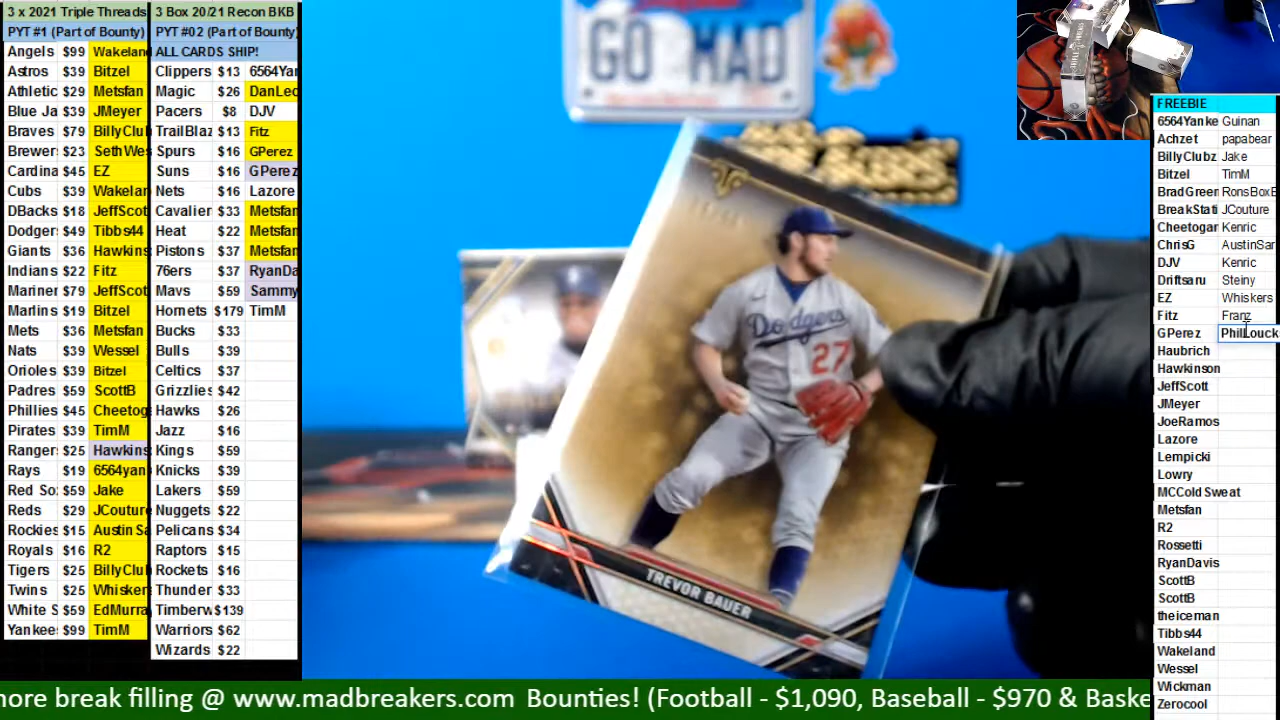 3 x 2021 Triple Threads
PYT #1 (Part of Bounty)
Angels $99 Wakeland
Astros $39 Bitzel
Athletic $29 Metsfan
Blue Ja $39 JMeyer
Braves $79 BillyClub
Brewer $23 SethWes
Cardina $45 EZ
Cubs $39 Wakelan
DBacks $18 JeffScot
Dodger $49 Tibbs44
Giants $36 Hawkins
Indians $22 Fitz
Mariner $79 JeffScot
Marlins $19 Bitzel
Mets $36 Metsfan
Nats $39 Wessel
Orioles $39 Bitzel
Padres $59 ScottB
Phillies $45 Cheetog
Pirates $39 TimM
Ranger $25 Hawkins
Rays $19 6564yan
Red So $59 Jake
Reds $29 JCouture
Rockies $15 Austin Sa
Royals $16 R2
Tigers $25 BillyClu
Twins $25 Whisker
White S $59 EdMurra
Yankee $99 TimM
3 Box 20/21 Recon BKB
PYT #02 (Part of Bounty)
ALL CARDS SHIP!
Clippers $13 6564Yar
Magic $26 DanLeo
Pacers $8 DJV
TrailBlaz $13 Fitz
Spurs $16 GPerez
Suns $16 GPerez
Nets $16 Lazore
Cavalier $33 Metsfan
Heat $22 Metsfan
Pistons $37 Metsfan
76ers $37 RyanDa
Mavs $59 Sammy
Hornets $179 TimM
Bucks $33
Bulls $39
Celtics $37
Grizzlies $42
Hawks $26
Jazz $16
Kings $59
Knicks $39
Lakers $59
Nuggets $22
Pelicans $34
Raptors $15
Rockets $16
Thunder $33
Timberw $139
Warriors $62
Wizards $22
GO MAD
Dodgers
27
TREVOR BAUER
FREEBIE
6564Yanke Guinan
Achzet papabear
BillyClubz Jake
Bitzel TimM
BradGreen RonsBoxE
BreakStati JCouture
Cheetogar Kenric
ChrisG AustinSar
DJV Kenric
Driftsaru Steiny
EZ Whiskers
Fitz Franz
GPerez PhilLouck
Haubrich
Hawkinson
JeffScott
JMeyer
JoeRamos
Lazore
Lempicki
Lowry
MCCold Sweat
Metsfan
R2
Rossetti
RyanDavis
ScottB
ScottB
theiceman
Tibbs44
Wakeland
Wessel
Wickman
Zerocool
nore break filling @ www.madbreakers.com Bounties! (Football - $1,090, Baseball - $970 & Baske